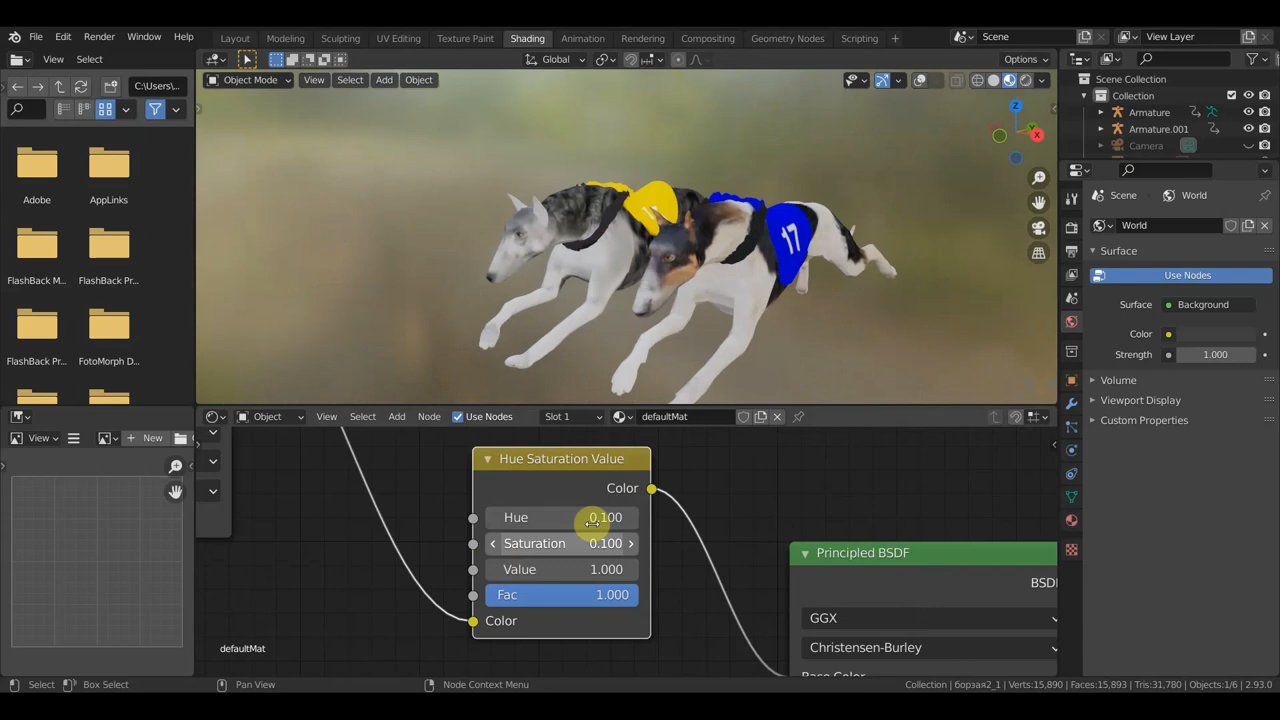 File Edit Render Window Help
Layout Modeling Sculpting UV Editing Texture Paint Shading Animation Rendering Compositing Geometry Nodes Scripting +
Scene View Layer
View Select
Global Options
C:\Users\...
Object Mode View Select Add Object
Z
X
Scene Collection
Collection
Armature
Armature.001
Camera
Adobe
AppLinks
FlashBack M...
FlashBack Pr...
FlashBack Pr...
FotoMorph D...
17
Scene World
World
Surface
Use Nodes
Surface Background
Color
Strength 1.000
Volume
Viewport Display
Custom Properties
Object View Select Add Node Use Nodes Slot 1 defaultMat
View New
Hue Saturation Value
Color
Hue 0.100
Saturation 0.100
Value 1.000
Fac 1.000
Color
Principled BSDF
BSDF
GGX
Christensen-Burley
Base Color
defaultMat
Select Box Select Pan View Node Context Menu
Collection | борзая2_1 | Verts:15,890 | Faces:15,893 | Tris:31,780 | Objects:1/6 | 2.93.0